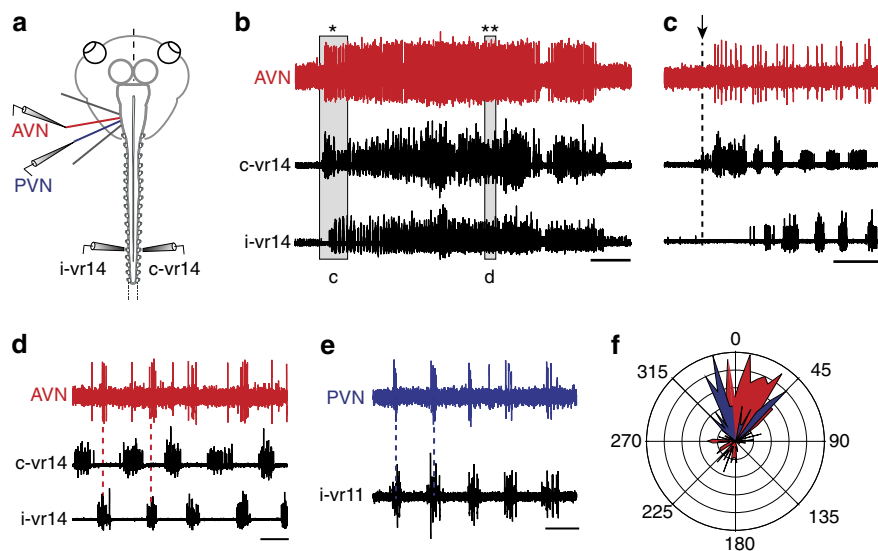 a
AVN
PVN
i-vr14
c-vr14
b
*
**
AVN
c-vr14
i-vr14
c
d
c
d
AVN
c-vr14
i-vr14
e
PVN
i-vr11
f
0
45
90
135
180
225
270
315